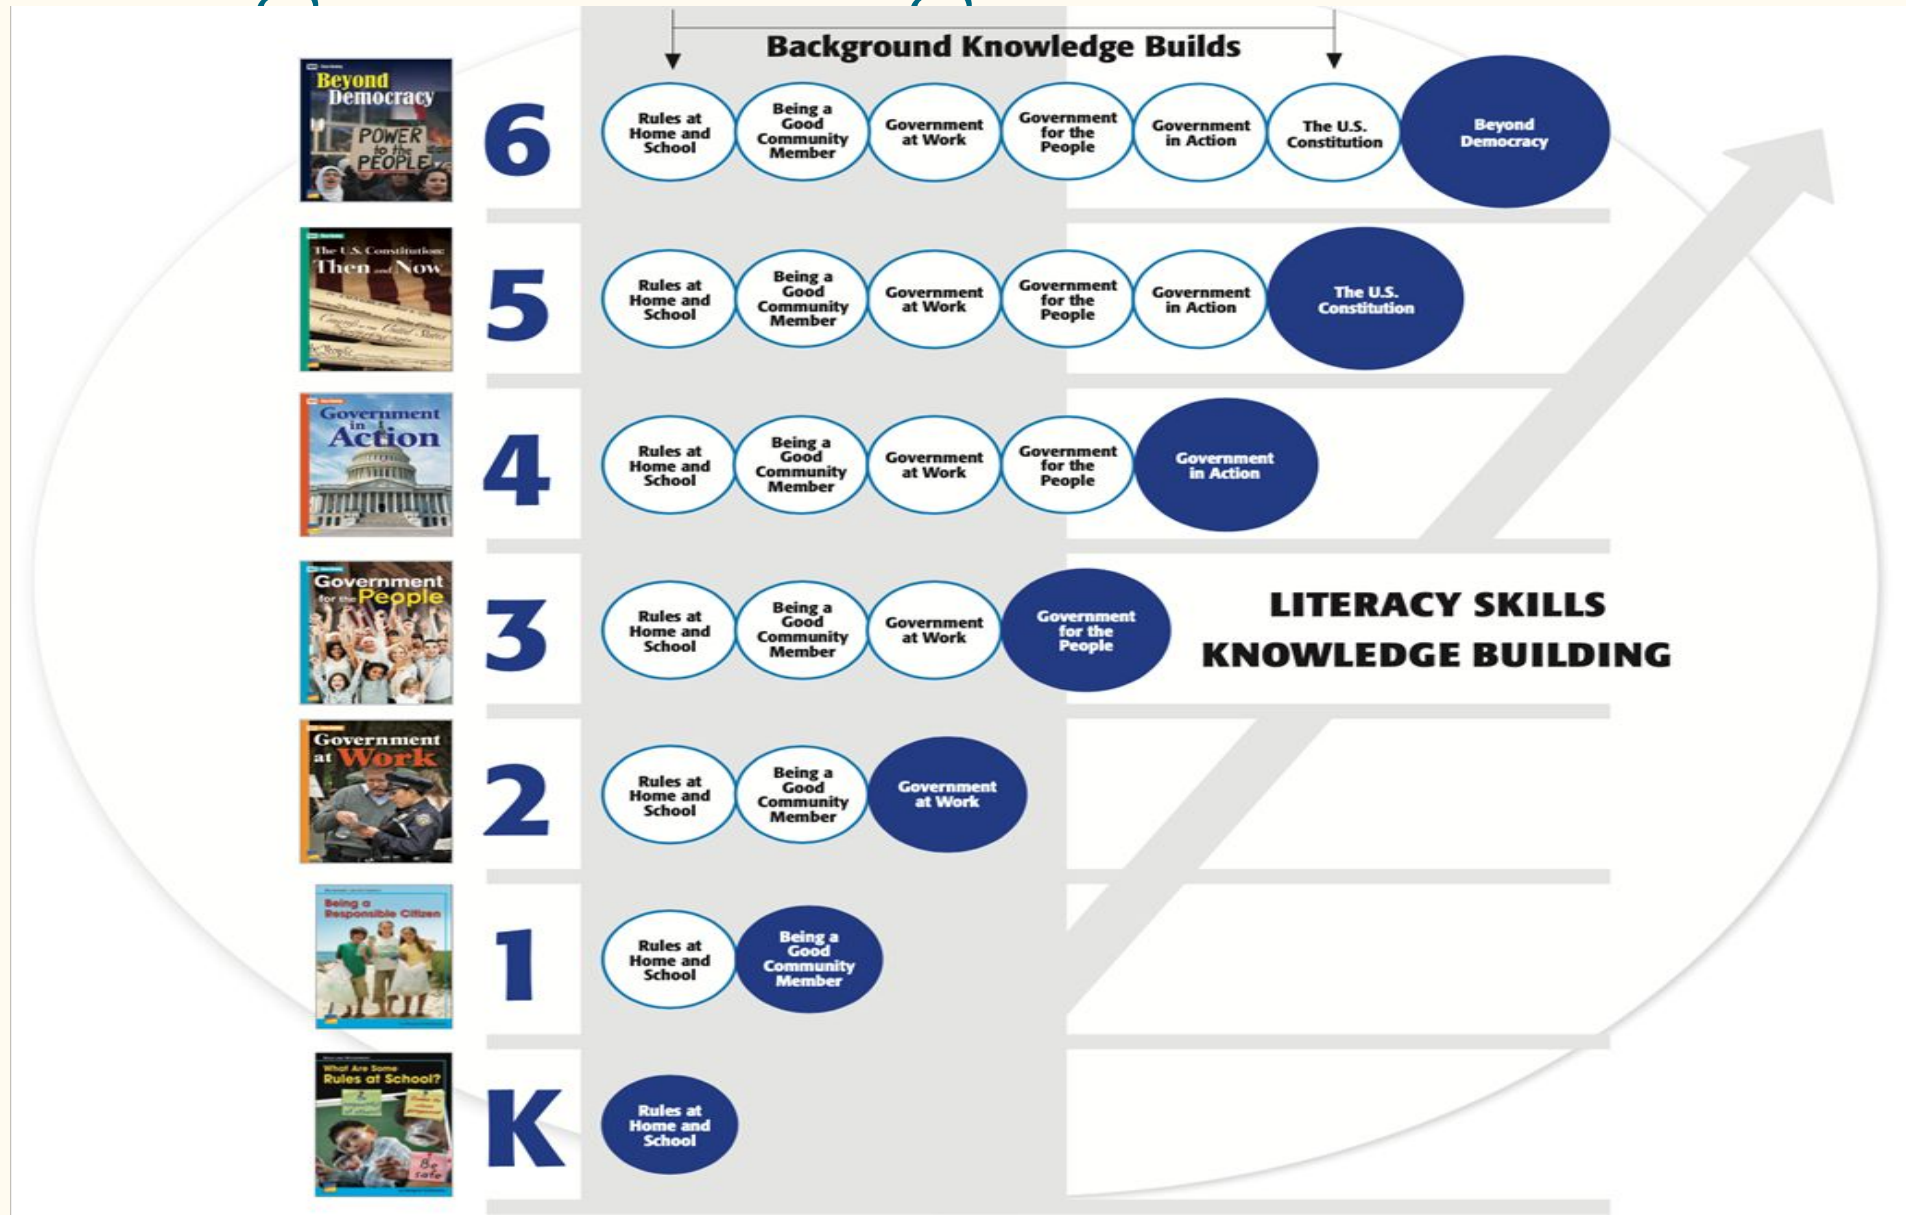 Background Knowledge Builds
Beyond
Democracy
POWER
to the
PEOPLE
6
Rules at
Home and
School
Being a
Good
Community
Member
Government
at Work
Government
for the
People
Government
in Action
The U.S.
Constitution
Beyond
Democracy
The U.S. Constitution:
Then and Now
5
Rules at
Home and
School
Being a
Good
Community
Member
Government
at Work
Government
for the
People
Government
in Action
The U.S.
Constitution
Government
in
Action
4
Rules at
Home and
School
Being a
Good
Community
Member
Government
at Work
Government
for the
People
Government
in Action
Government
for the People
3
Rules at
Home and
School
Being a
Good
Community
Member
Government
at Work
Government
for the
People
LITERACY SKILLS
KNOWLEDGE BUILDING
Government
at Work
2
Rules at
Home and
School
Being a
Good
Community
Member
Government
at Work
Being a
Responsible Citizen
1
Rules at
Home and
School
Being a
Good
Community
Member
What Are Some
Rules at School?
Be
safe
K
Rules at
Home and
School